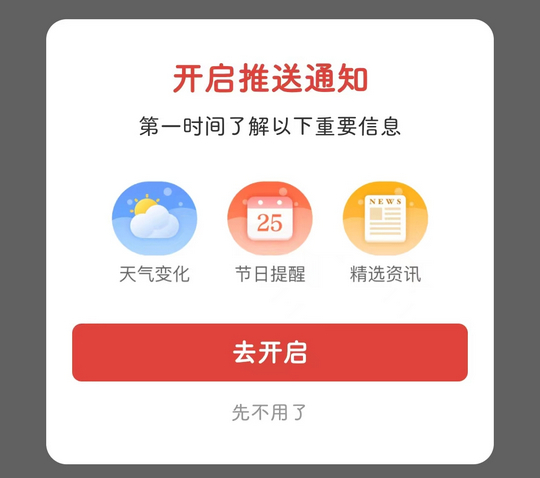 开启推送通知
第一时间了解以下重要信息
25
NEWS
天气变化
节日提醒
精选资讯
去开启
先不用了